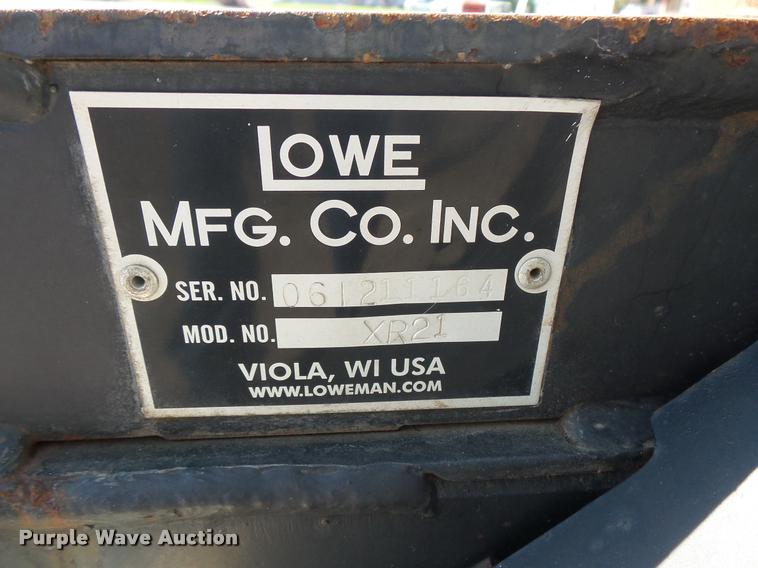 LOWE
MFG. CO. INC.
SER. NO. 061211164
MOD. NO. XR21
VIOLA, WI USA
WWW.LOWEMAN.COM
Purple Wave Auction